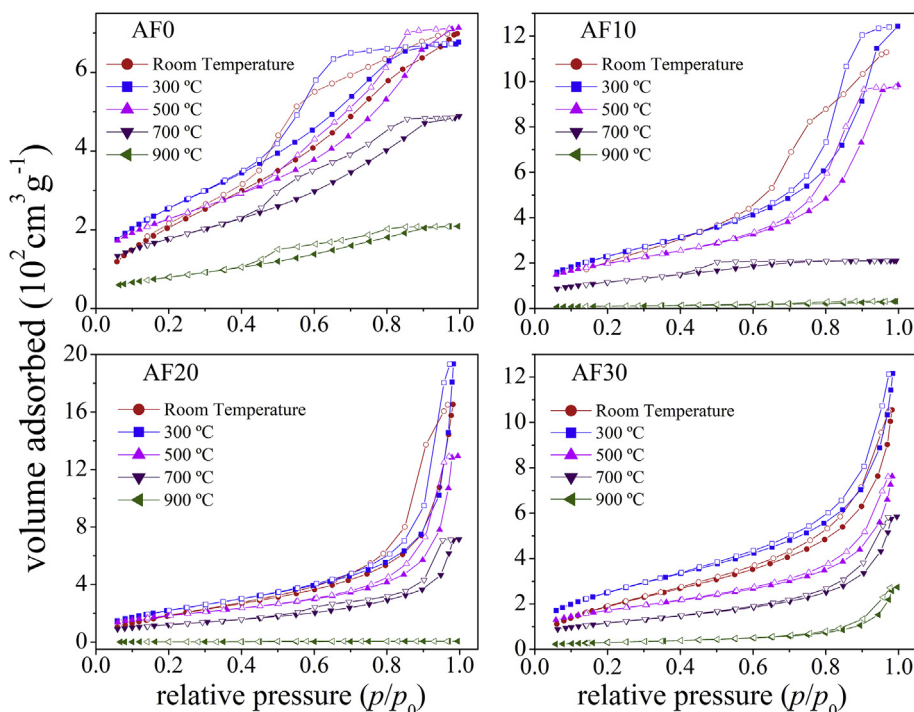 AF0
Room Temperature
300 ºC
500 ºC
700 ºC
900 ºC
6
4
2
0
0.0 0.2 0.4 0.6 0.8 1.0
AF10
Room Temperature
300 ºC
500 ºC
700 ºC
900 ºC
12
10
8
6
4
2
0
0.0 0.2 0.4 0.6 0.8 1.0
AF20
Room Temperature
300 ºC
500 ºC
700 ºC
900 ºC
20
16
12
8
4
0
0.0 0.2 0.4 0.6 0.8 1.0
relative pressure (p/p₀)
AF30
Room Temperature
300 ºC
500 ºC
700 ºC
900 ºC
12
10
8
6
4
2
0
0.0 0.2 0.4 0.6 0.8 1.0
relative pressure (p/p₀)
volume adsorbed (10² cm³ g⁻¹)